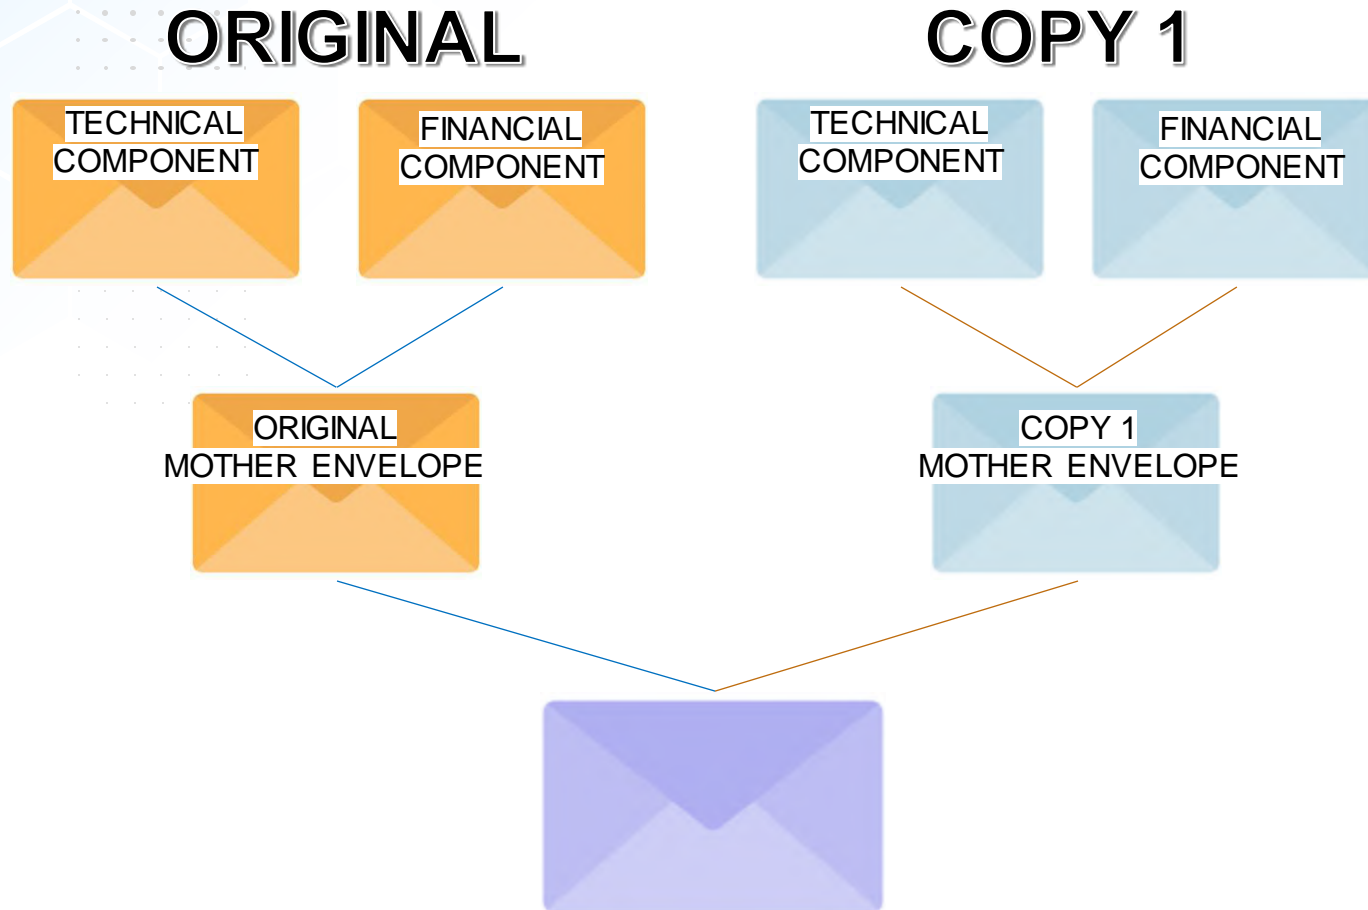 ORIGINAL
COPY 1
TECHNICAL
COMPONENT
FINANCIAL
COMPONENT
TECHNICAL
COMPONENT
FINANCIAL
COMPONENT
ORIGINAL
MOTHER ENVELOPE
COPY 1
MOTHER ENVELOPE